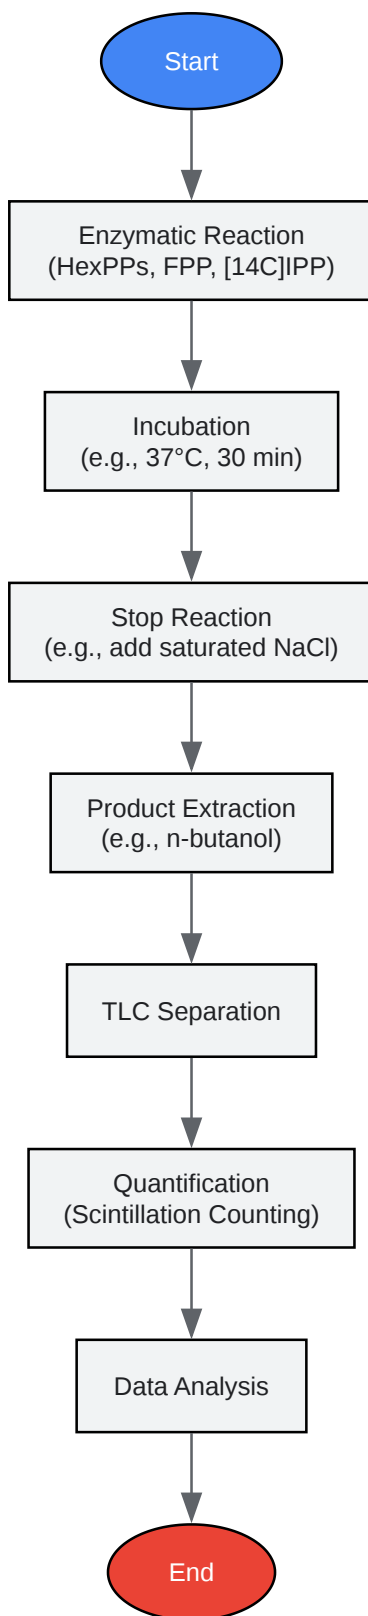 Start
Enzymatic Reaction
(HexPPs, FPP, [14C]IPP)
Incubation
(e.g., 37°C, 30 min)
Stop Reaction
(e.g., add saturated NaCl)
Product Extraction
(e.g., n-butanol)
TLC Separation
Quantification
(Scintillation Counting)
Data Analysis
End